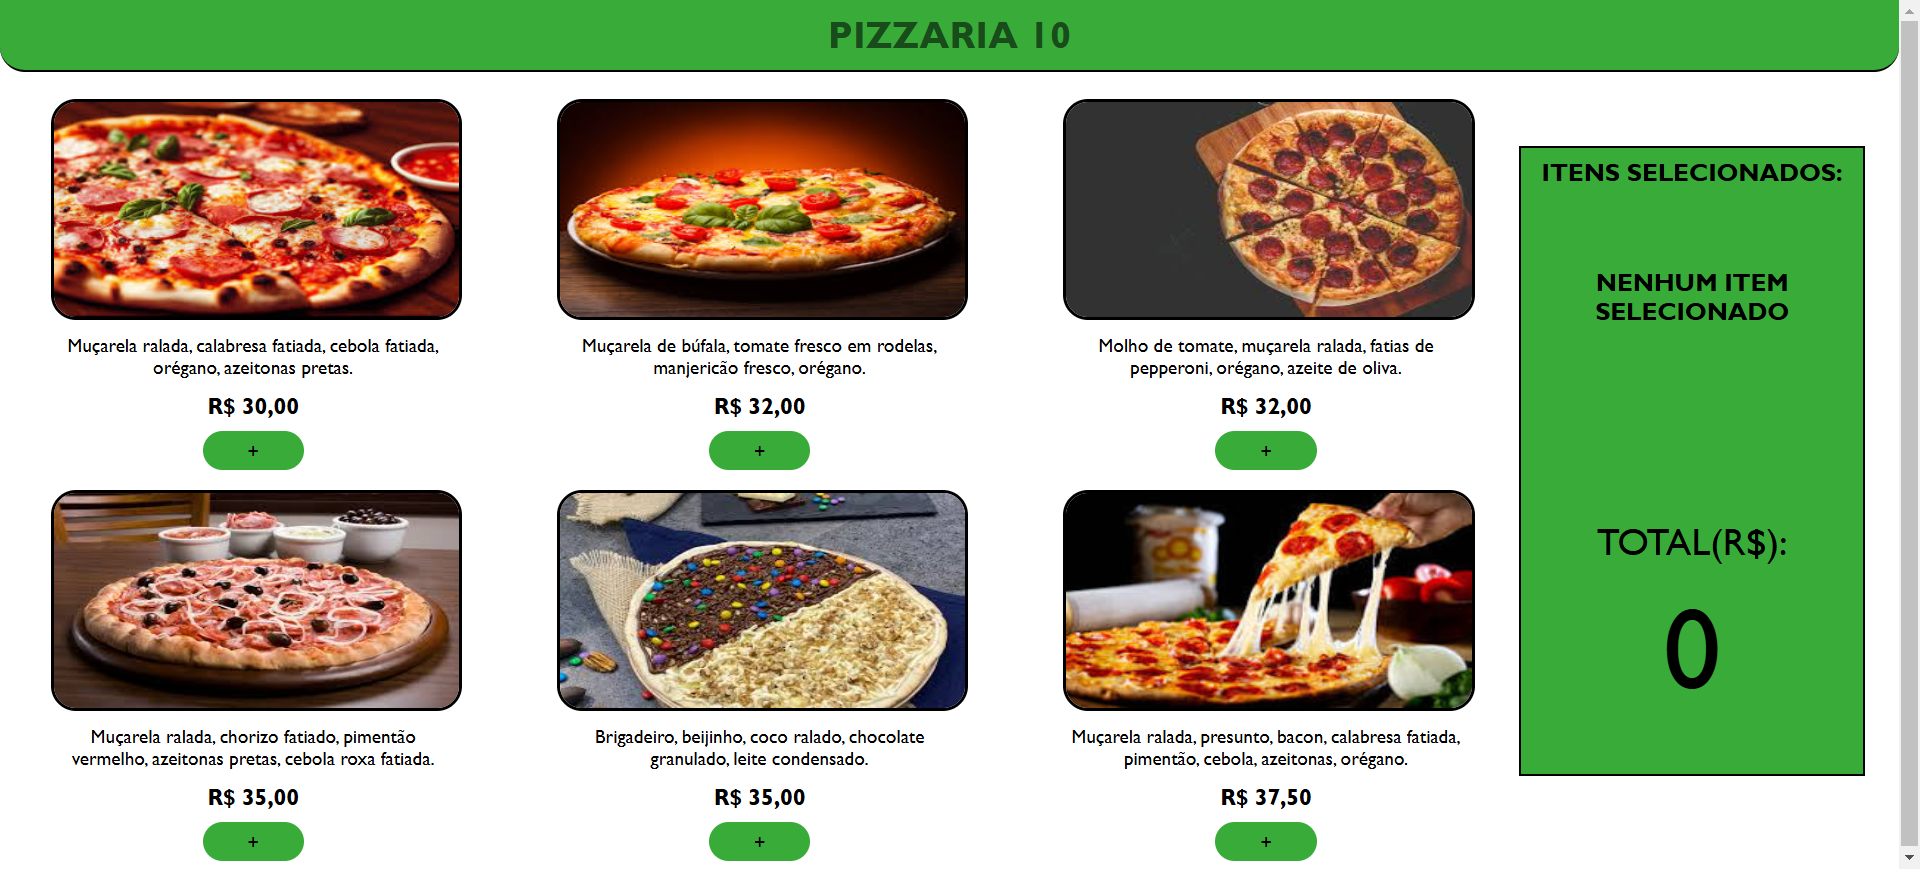 PIZZARIA 10
Muçarela ralada, calabresa fatiada, cebola fatiada,
orégano, azeitonas pretas.
R$ 30,00
+
Muçarela de búfala, tomate fresco em rodelas,
manjericão fresco, orégano.
R$ 32,00
+
Molho de tomate, muçarela ralada, fatias de
pepperoni, orégano, azeite de oliva.
R$ 32,00
+
Muçarela ralada, chorizo fatiado, pimentão
vermelho, azeitonas pretas, cebola roxa fatiada.
R$ 35,00
+
Brigadeiro, beijinho, coco ralado, chocolate
granulado, leite condensado.
R$ 35,00
+
Muçarela ralada, presunto, bacon, calabresa fatiada,
pimentão, cebola, azeitonas, orégano.
R$ 37,50
+
ITENS SELECIONADOS:
NENHUM ITEM
SELECIONADO
TOTAL(R$):
0